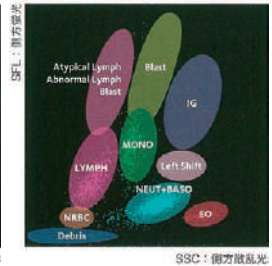 Atypical Lymph
Abnormal Lymph
Blast
Blast
IG
MONO
LYMPH
Left Shift
NEUT+BASO
NRBC
EO
Debris
SFL：側方蛍光
SSC：側方散乱光